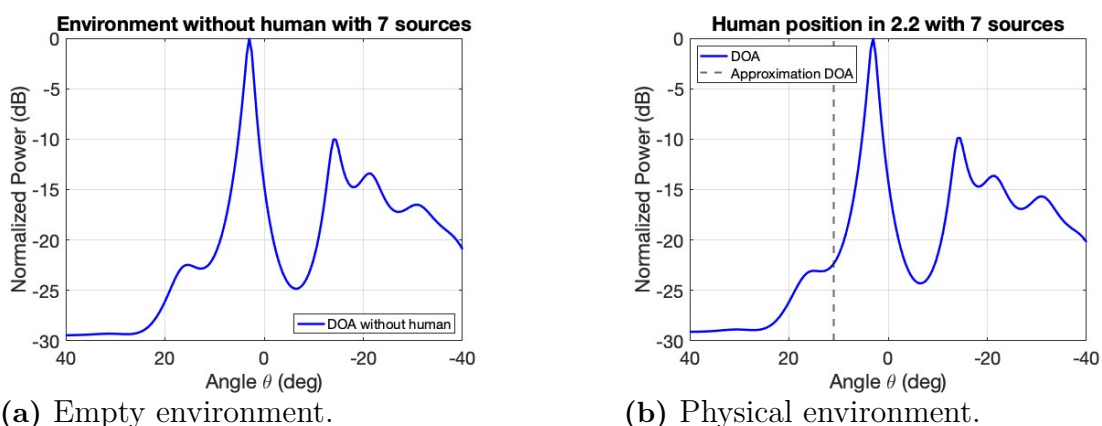 Environment without human with 7 sources
Normalized Power (dB)
0
-5
-10
-15
-20
-25
-30
40
20
0
-20
-40
Angle θ (deg)
DOA without human
(a) Empty environment.
Human position in 2.2 with 7 sources
Normalized Power (dB)
0
-5
-10
-15
-20
-25
-30
40
20
0
-20
-40
Angle θ (deg)
DOA
Approximation DOA
(b) Physical environment.